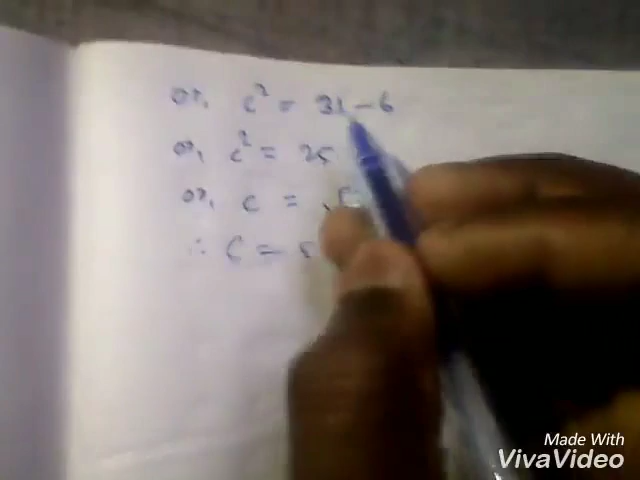 or, c² = 31 - 6
or, c² = 25
or, c = √
∴ C = 5
Made With
VivaVideo